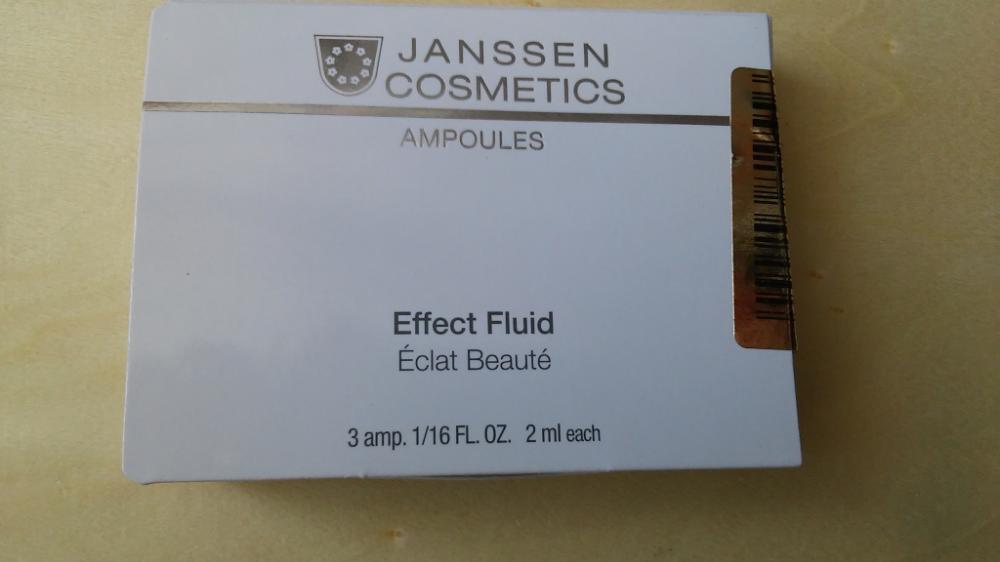 JANSSEN
COSMETICS
AMPOULES
Effect Fluid
Éclat Beauté
3 amp. 1/16 FL. OZ. 2 ml each